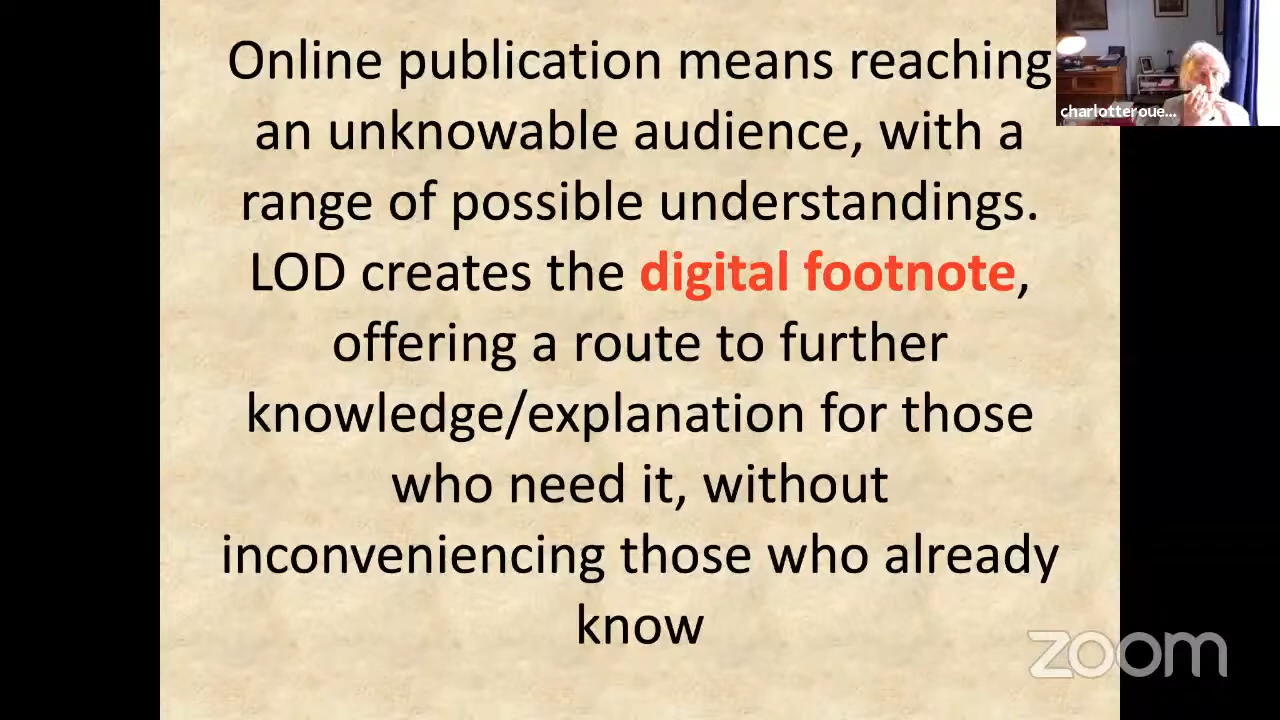 Online publication means reaching
an unknowable audience, with a
range of possible understandings.
LOD creates the digital footnote,
offering a route to further
knowledge/explanation for those
who need it, without
inconveniencing those who already
know
charlotteroue...
zoom